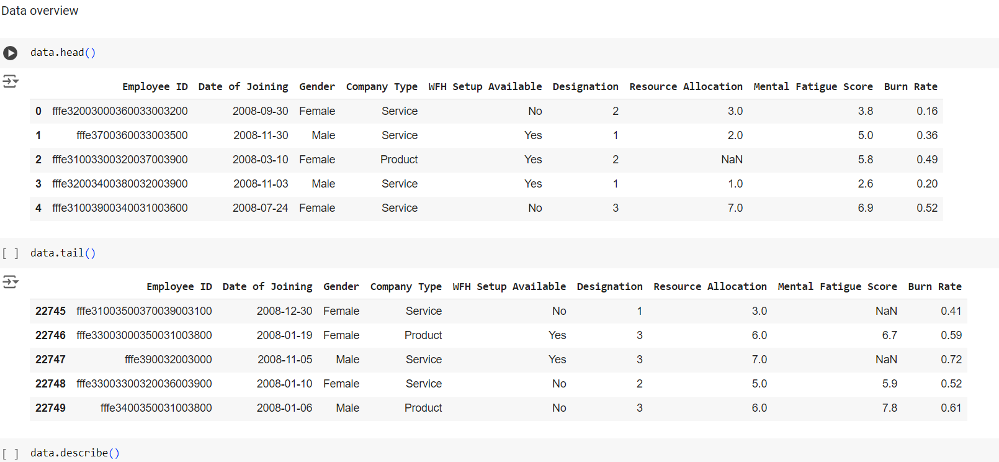 Data overview
data.head()
Employee ID Date of Joining Gender Company Type WFH Setup Available Designation Resource Allocation Mental Fatigue Score Burn Rate
0 fffe32003000360033003200 2008-09-30 Female Service No 2 3.0 3.8 0.16
1 fffe3700360033003500 2008-11-30 Male Service Yes 1 2.0 5.0 0.36
2 fffe31003300320037003900 2008-03-10 Female Product Yes 2 NaN 5.8 0.49
3 fffe32003400380032003900 2008-11-03 Male Service Yes 1 1.0 2.6 0.20
4 fffe31003900340031003600 2008-07-24 Female Service No 3 7.0 6.9 0.52
[ ] data.tail()
Employee ID Date of Joining Gender Company Type WFH Setup Available Designation Resource Allocation Mental Fatigue Score Burn Rate
22745 fffe31003500370039003100 2008-12-30 Female Service No 1 3.0 NaN 0.41
22746 fffe33003000350031003800 2008-01-19 Female Product Yes 3 6.0 6.7 0.59
22747 fffe390032003000 2008-11-05 Male Service Yes 3 7.0 NaN 0.72
22748 fffe33003300320036003900 2008-01-10 Female Service No 2 5.0 5.9 0.52
22749 fffe3400350031003800 2008-01-06 Male Product No 3 6.0 7.8 0.61
[ ] data.describe()